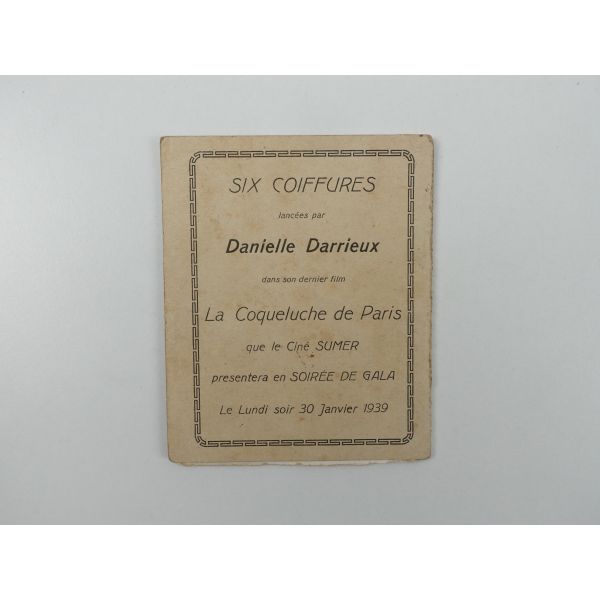 SIX COIFFURES
lancées par
Danielle Darrieux
dans son dernier film
La Coqueluche de Paris
que le Ciné SUMER
presentera en SOIRÉE DE GALA
Le Lundi soir 30 Janvier 1939